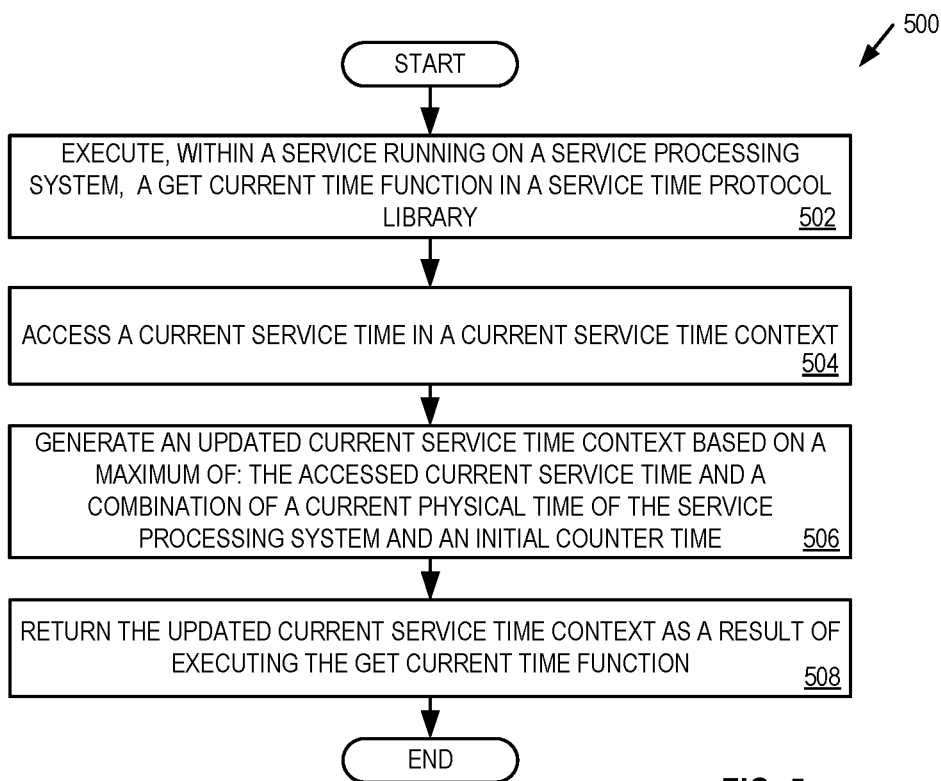 500
START
EXECUTE, WITHIN A SERVICE RUNNING ON A SERVICE PROCESSING
SYSTEM, A GET CURRENT TIME FUNCTION IN A SERVICE TIME PROTOCOL
LIBRARY
502
ACCESS A CURRENT SERVICE TIME IN A CURRENT SERVICE TIME CONTEXT
504
GENERATE AN UPDATED CURRENT SERVICE TIME CONTEXT BASED ON A
MAXIMUM OF: THE ACCESSED CURRENT SERVICE TIME AND A
COMBINATION OF A CURRENT PHYSICAL TIME OF THE SERVICE
PROCESSING SYSTEM AND AN INITIAL COUNTER TIME
506
RETURN THE UPDATED CURRENT SERVICE TIME CONTEXT AS A RESULT OF
EXECUTING THE GET CURRENT TIME FUNCTION
508
END